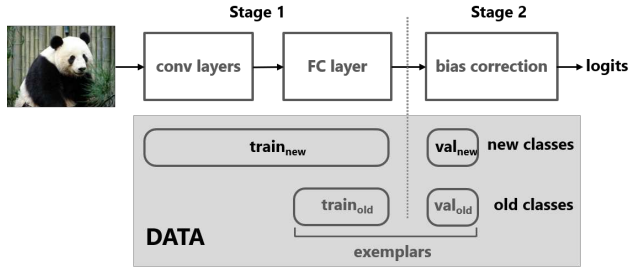 Stage 1
Stage 2
conv layers
FC layer
bias correction
logits
train_new
val_new
new classes
train_old
val_old
old classes
DATA
exemplars